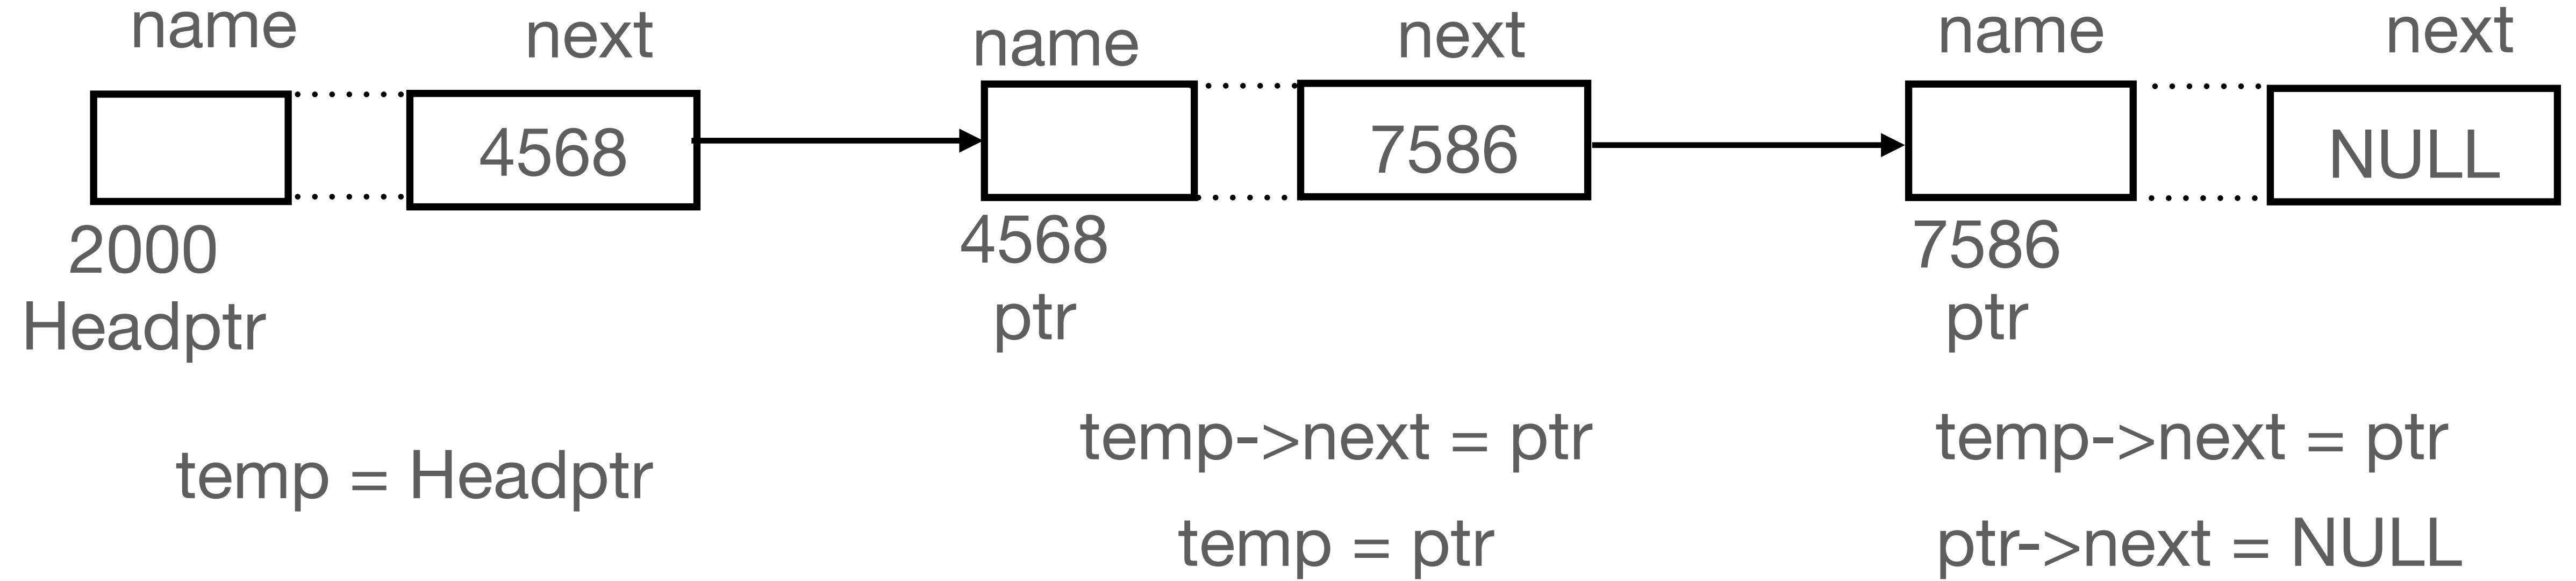 name next name next name next
4568 7586 NULL
2000 4568 7586
Headptr ptr ptr
temp = Headptr
temp->next = ptr
temp = ptr
temp->next = ptr
ptr->next = NULL